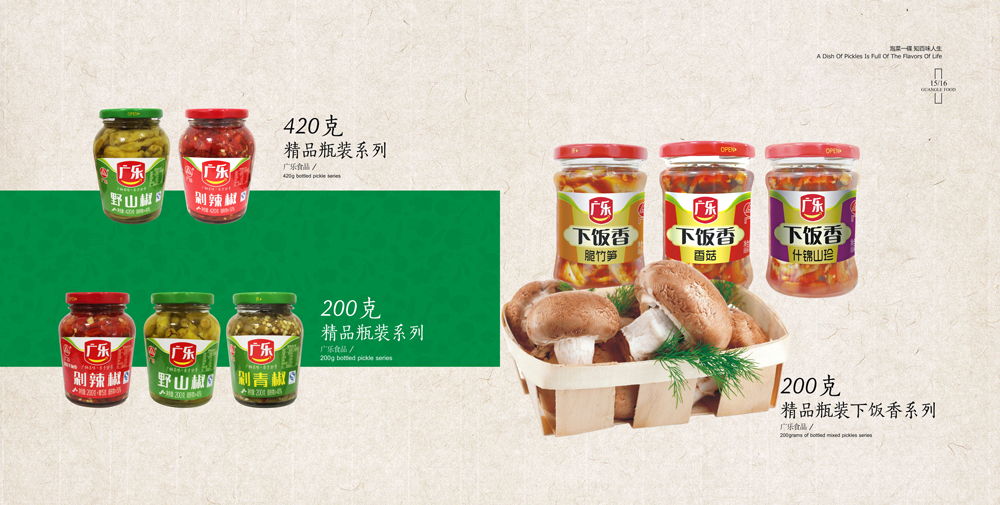 泡菜一碟 知百味人生
A Dish Of Pickles Is Full Of The Flavors Of Life
15/16
GUANGLE FOOD
420克
精品瓶装系列
广乐食品 /
420g bottled pickle series
OPEN
广乐
野山椒
广乐
剁辣椒
200克
精品瓶装系列
广乐食品 /
200g bottled pickle series
广乐
剁辣椒
广乐
野山椒
广乐
剁青椒
广乐
下饭香
脆竹笋
OPEN
广乐
下饭香
香菇
OPEN
广乐
下饭香
什锦山珍
200克
精品瓶装下饭香系列
广乐食品 /
200grams of bottled mixed pickles series